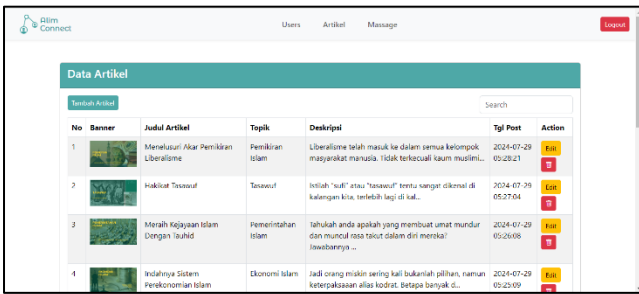 Alim
Connect
Users Artikel Massage Logout
Data Artikel
Tambah Artikel
Search
No Banner Judul Artikel Topik Deskripsi Tgl Post Action
1 Menelusuri Akar Pemikiran Liberalisme Pemikiran Islam Liberalisme telah masuk ke dalam semua kelompok masyarakat manusia. Tidak terkecuali kaum muslimi... 2024-07-29 05:28:21 Edit
2 Hakikat Tasawuf Tasawuf Istilah "sufi" atau "tasawuf" tentu sangat dikenal di kalangan kita, terlebih lagi di kal... 2024-07-29 05:27:04 Edit
3 Meraih Kejayaan Islam Dengan Tauhid Pemerintahan Islam Tahukah anda apakah yang membuat umat mundur dan muncul rasa takut dalam diri mereka? Jawabannya ... 2024-07-29 05:26:08 Edit
4 Indahnya Sistem Perekonomian Islam Ekonomi Islam Jadi orang miskin sering kali bukanlah pilihan, namun keterpaksaaan alias kodrat. Betapa banyak d... 2024-07-29 05:25:09 Edit